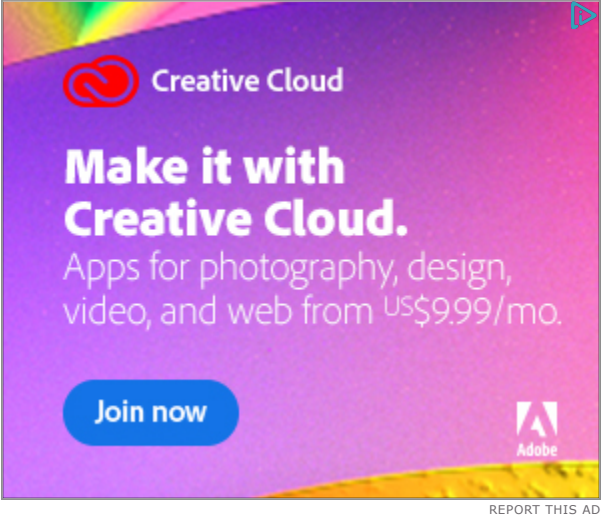 Creative Cloud
Make it with
Creative Cloud.
Apps for photography, design,
video, and web from US$9.99/mo.
Join now
Adobe
REPORT THIS AD